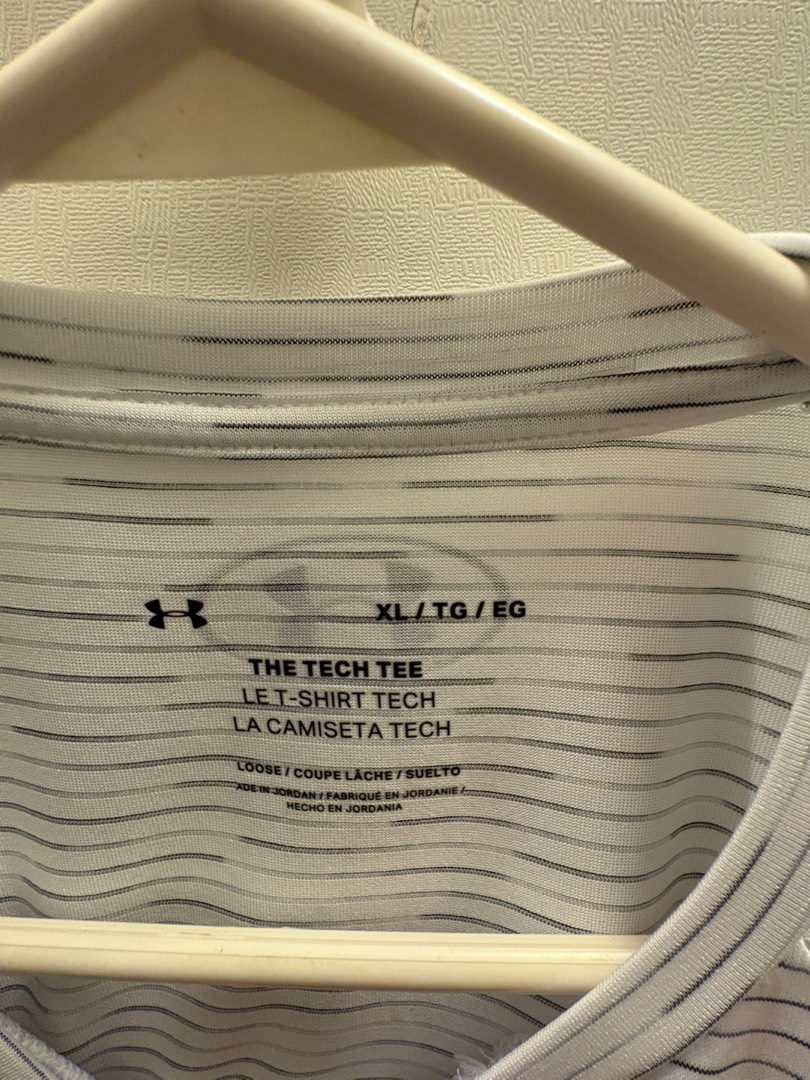 XL / TG / EG
THE TECH TEE
LE T-SHIRT TECH
LA CAMISETA TECH
LOOSE / COUPE LÂCHE / SUELTO
ADE IN JORDAN / FABRIQUÉ EN JORDANIE /
HECHO EN JORDANIA